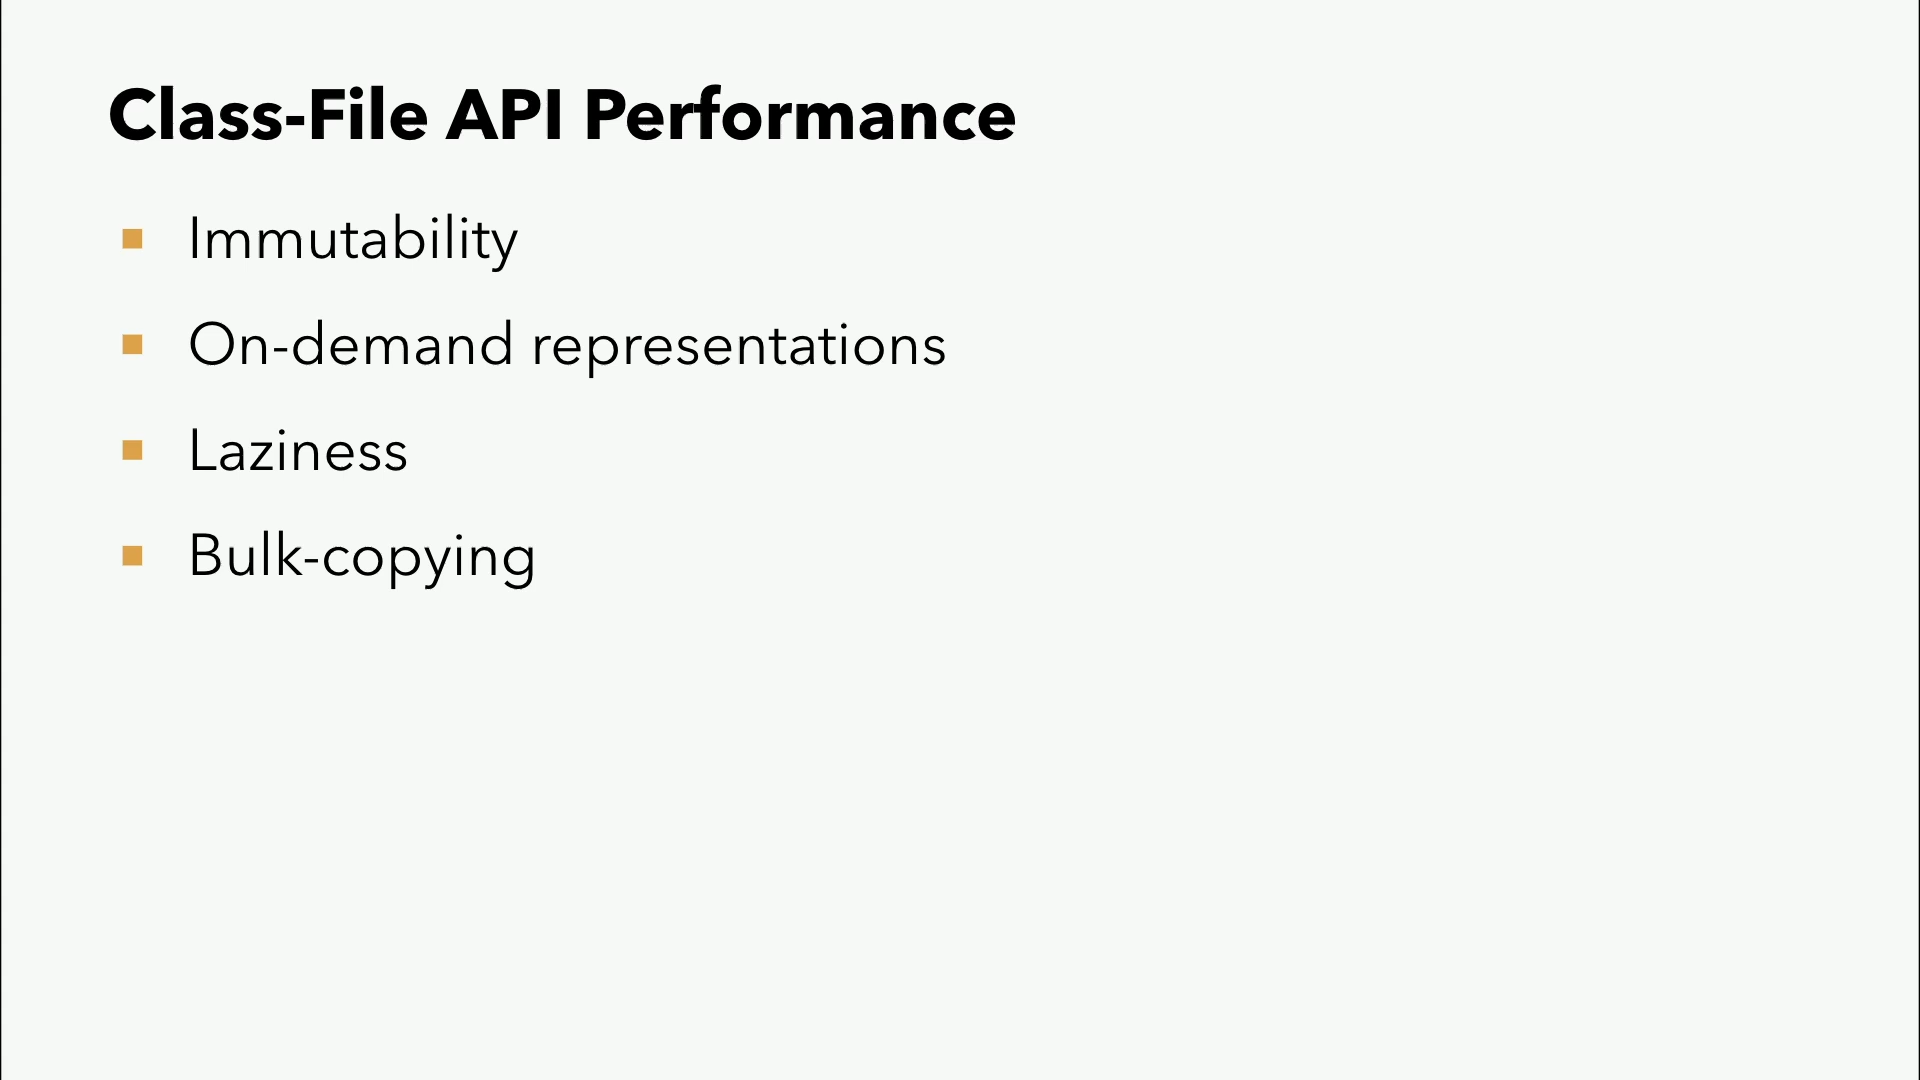 Class-File API Performance
Immutability
On-demand representations
Laziness
Bulk-copying